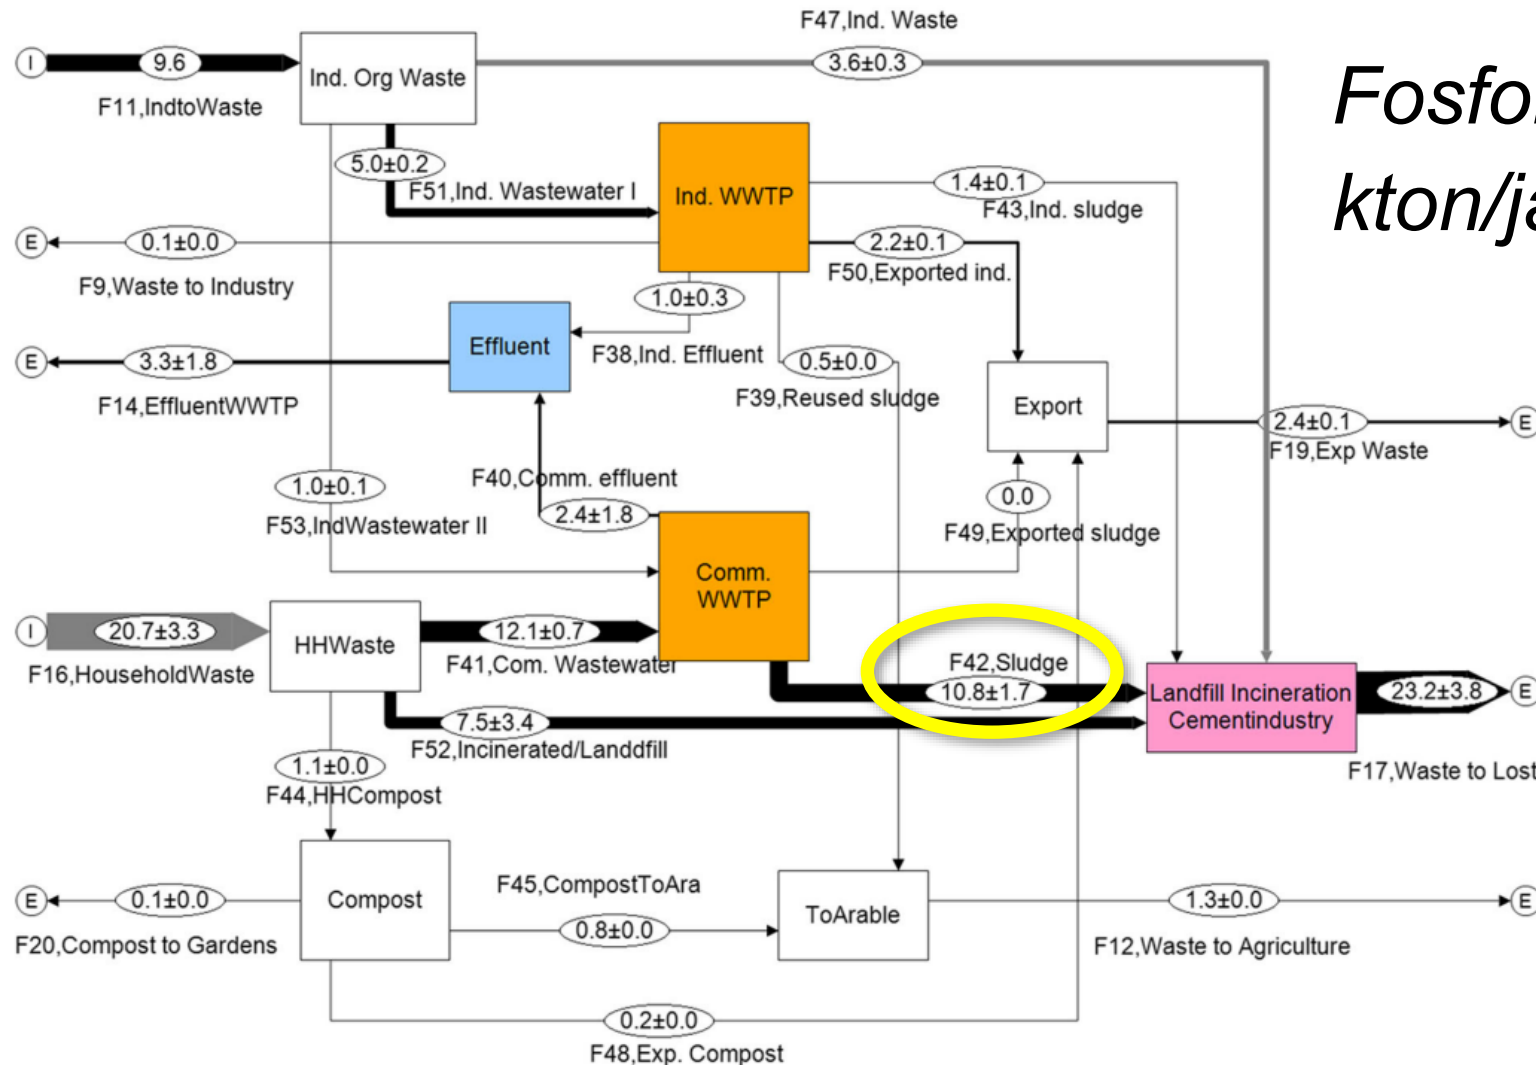 F47,Ind. Waste
I
9.6
Ind. Org Waste
3.6±0.3
F11,IndtoWaste
5.0±0.2
F51,Ind. Wastewater I
Ind. WWTP
1.4±0.1
F43,Ind. sludge
E
0.1±0.0
F9,Waste to Industry
2.2±0.1
F50,Exported ind.
1.0±0.3
Effluent
F38,Ind. Effluent
E
3.3±1.8
F14,EffluentWWTP
0.5±0.0
F39,Reused sludge
Export
2.4±0.1
E
F19,Exp Waste
F40,Comm. effluent
1.0±0.1
F53,IndWastewater II
2.4±1.8
0.0
F49,Exported sludge
Comm.
WWTP
I
20.7±3.3
F16,HouseholdWaste
HHWaste
12.1±0.7
F41,Com. Wastewater
F42,Sludge
10.8±1.7
Landfill Incineration
Cementindustry
23.2±3.8
E
F17,Waste to Lost
7.5±3.4
F52,Incinerated/Landdfill
1.1±0.0
F44,HHCompost
Compost
F45,CompostToAra
0.8±0.0
ToArable
1.3±0.0
E
F12,Waste to Agriculture
E
0.1±0.0
F20,Compost to Gardens
0.2±0.0
F48,Exp. Compost